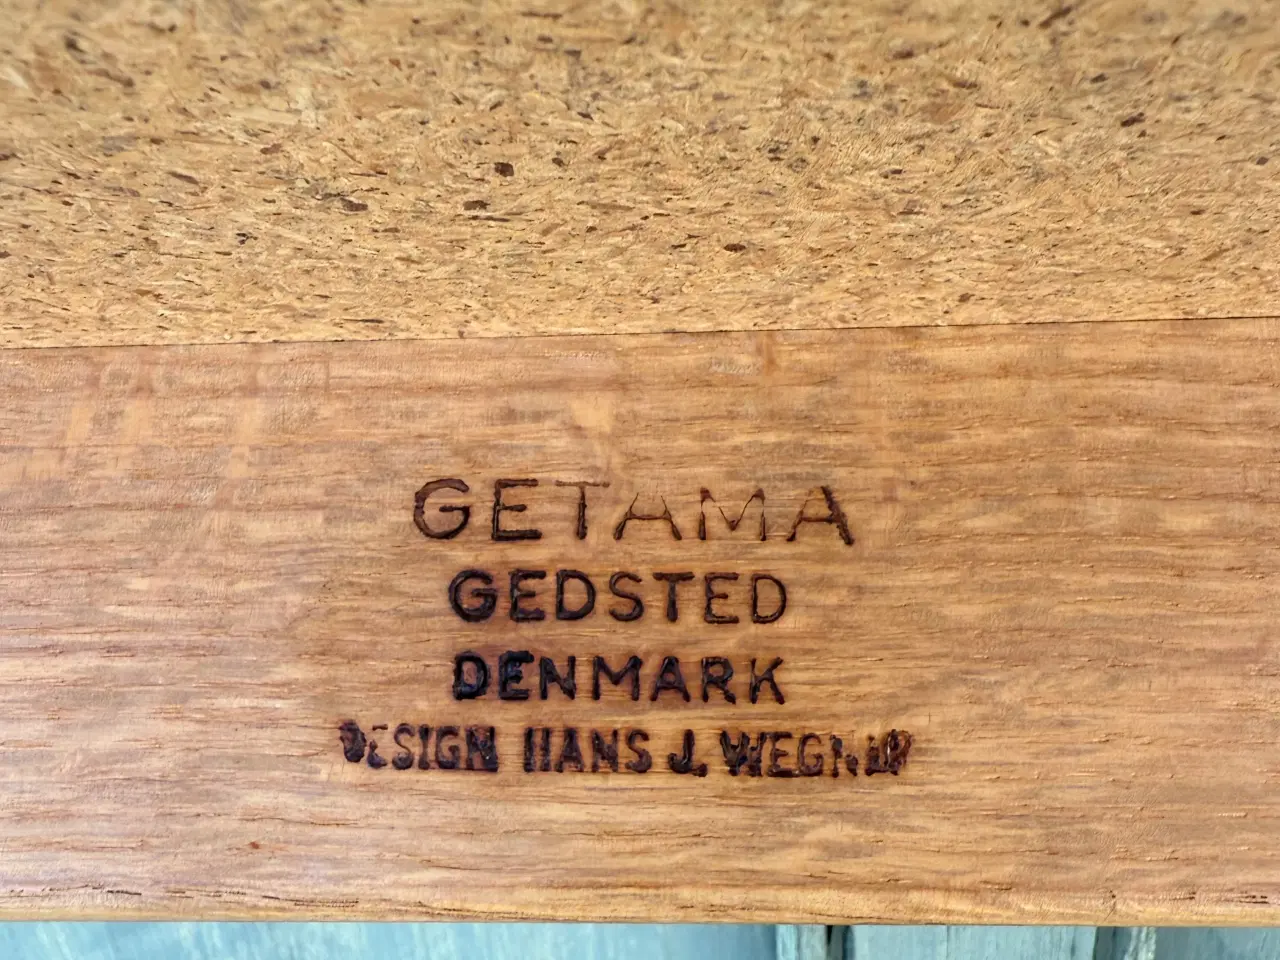 GETAMA
GEDSTED
DENMARK
DESIGN HANS J. WEGNER